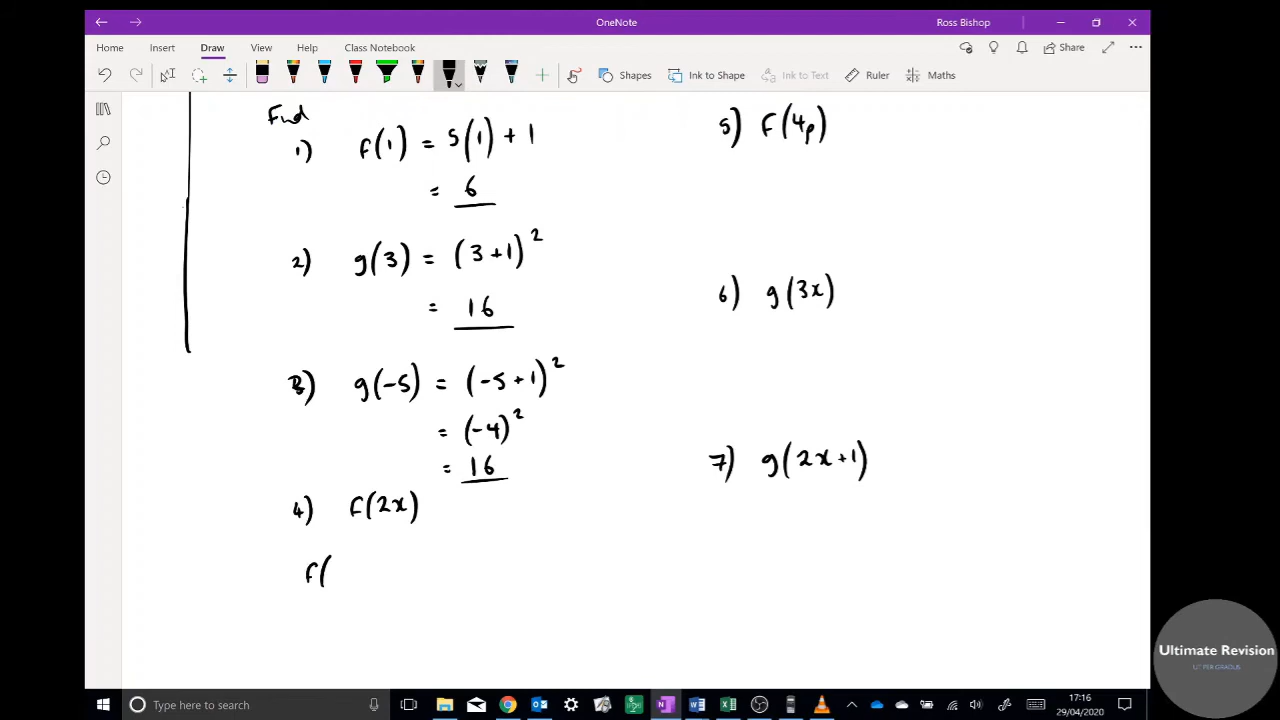 OneNote
Ross Bishop
Home Insert Draw View Help Class Notebook
Share
Shapes Ink to Shape Ink to Text Ruler Maths
Find
1) f(1) = 5(1) + 1
= 6
2) g(3) = (3+1)²
= 16
3) g(-5) = (-5+1)²
= (-4)²
= 16
4) f(2x)
f(
5) f(4p)
6) g(3x)
7) g(2x+1)
Ultimate Revision
UT PER GRADUS
Type here to search
17:16
29/04/2020